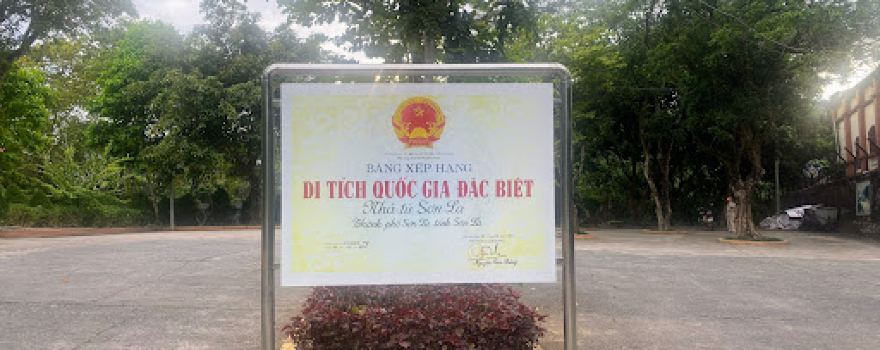 BẰNG XẾP HẠNG
DI TÍCH QUỐC GIA ĐẶC BIỆT
Nhà tù Sơn La
Thành phố Sơn La, tỉnh Sơn La